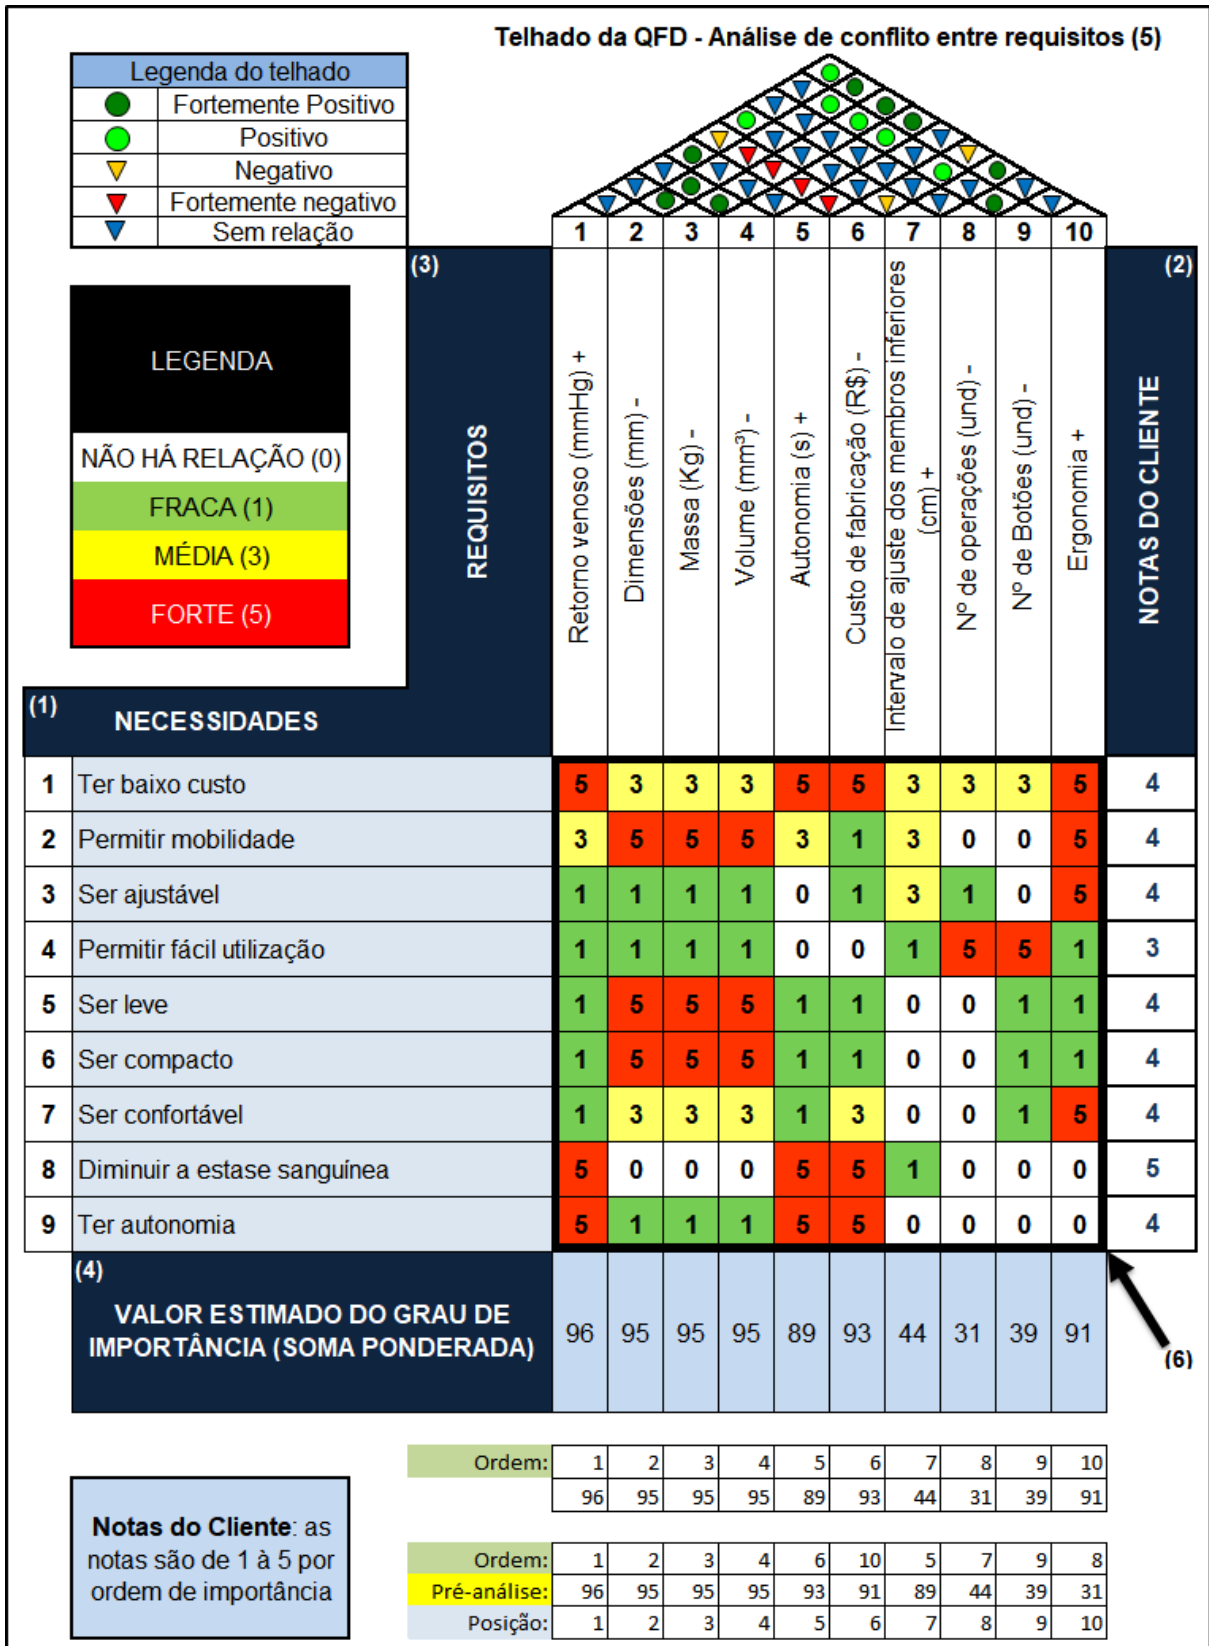 Telhado da QFD - Análise de conflito entre requisitos (5)
Legenda do telhado
Fortemente Positivo
Positivo
Negativo
Fortemente negativo
Sem relação
1 2 3 4 5 6 7 8 9 10
(3)
(2)
LEGENDA
NÃO HÁ RELAÇÃO (0)
FRACA (1)
MÉDIA (3)
FORTE (5)
REQUISITOS
Retorno venoso (mmHg) +
Dimensões (mm) -
Massa (Kg) -
Volume (mm³) -
Autonomia (s) +
Custo de fabricação (R$) -
Intervalo de ajuste dos membros inferiores
(cm) +
Nº de operações (und) -
Nº de Botões (und) -
Ergonomia +
NOTAS DO CLIENTE
(1)
NECESSIDADES
1 Ter baixo custo 5 3 3 3 5 5 3 3 3 5 4
2 Permitir mobilidade 3 5 5 5 3 1 3 0 0 5 4
3 Ser ajustável 1 1 1 1 0 1 3 1 0 5 4
4 Permitir fácil utilização 1 1 1 1 0 0 1 5 5 1 3
5 Ser leve 1 5 5 5 1 1 0 0 1 1 4
6 Ser compacto 1 5 5 5 1 1 0 0 1 1 4
7 Ser confortável 1 3 3 3 1 3 0 0 1 5 4
8 Diminuir a estase sanguínea 5 0 0 0 5 5 1 0 0 0 5
9 Ter autonomia 5 1 1 1 5 5 0 0 0 0 4
(4)
VALOR ESTIMADO DO GRAU DE
IMPORTÂNCIA (SOMA PONDERADA)
96 95 95 95 89 93 44 31 39 91
(6)
Ordem: 1 2 3 4 5 6 7 8 9 10
96 95 95 95 89 93 44 31 39 91
Notas do Cliente: as
notas são de 1 à 5 por
ordem de importância
Ordem: 1 2 3 4 6 10 5 7 9 8
Pré-análise: 96 95 95 95 93 91 89 44 39 31
Posição: 1 2 3 4 5 6 7 8 9 10